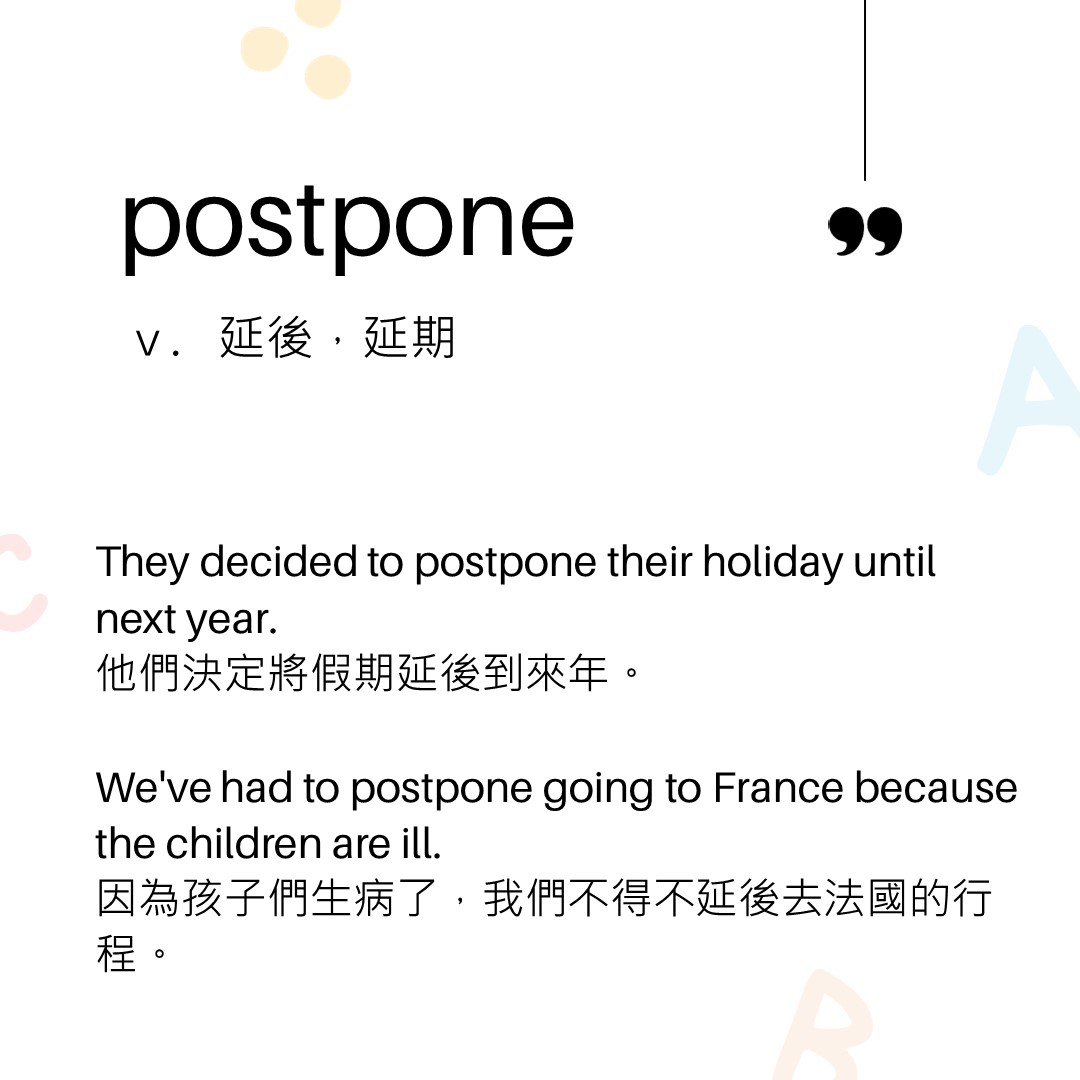 postpone
”
v. 延後，延期
A
C
They decided to postpone their holiday until
next year.
他們決定將假期延後到來年。
We've had to postpone going to France because
the children are ill.
因為孩子們生病了，我們不得不延後去法國的行
程。
B